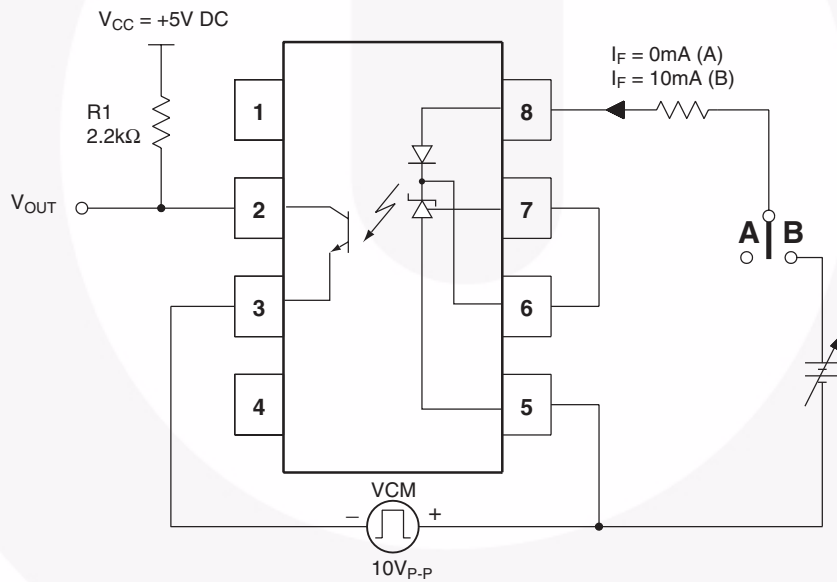 V_CC = +5V DC
R1
2.2kΩ
V_OUT
I_F = 0mA (A)
I_F = 10mA (B)
1
2
3
4
8
7
6
5
A B
VCM
– +
10V_P-P